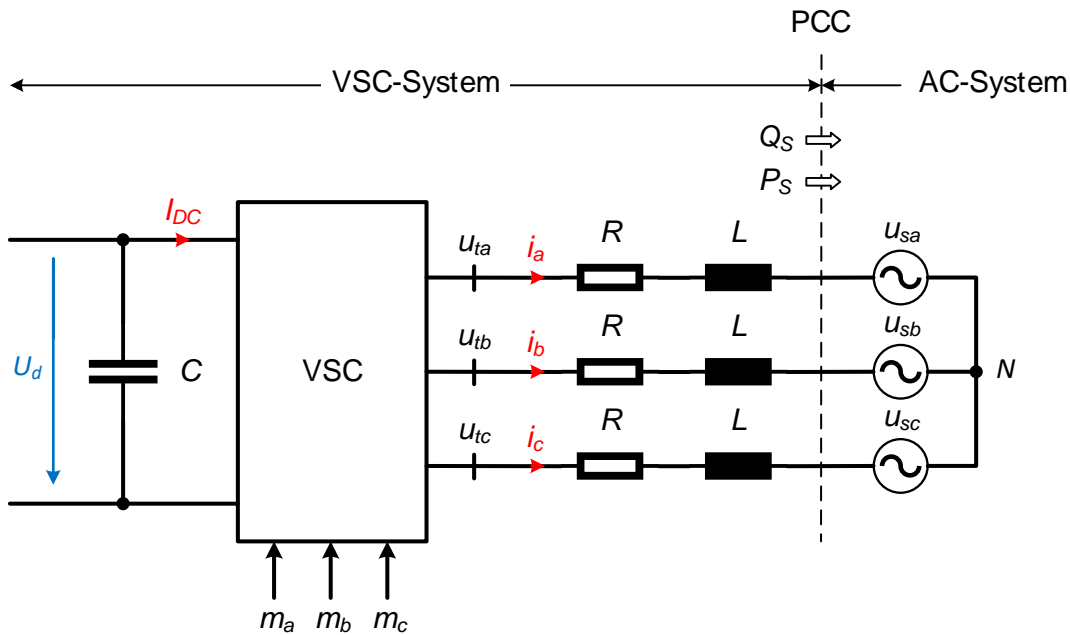 PCC
VSC-System
AC-System
Q_S
P_S
I_DC
u_ta
i_a
R
L
u_sa
U_d
C
VSC
u_tb
i_b
R
L
u_sb
N
u_tc
i_c
R
L
u_sc
m_a
m_b
m_c